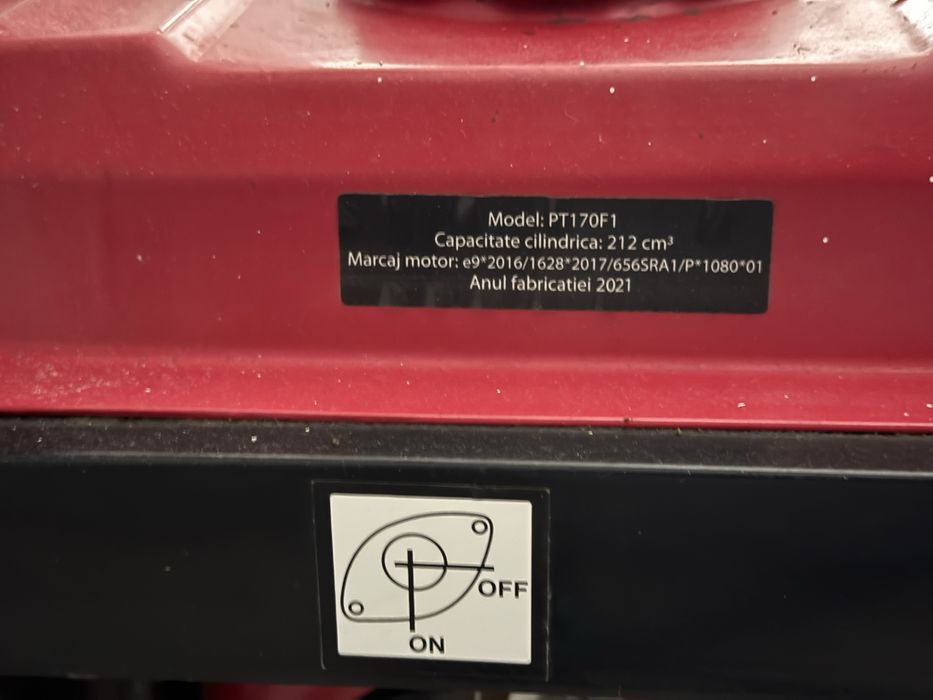 Model: PT170F1
Capacitate cilindrica: 212 cm³
Marcaj motor: e9*2016/1628*2017/656SRA1/P*1080*01
Anul fabricatiei 2021
OFF
ON